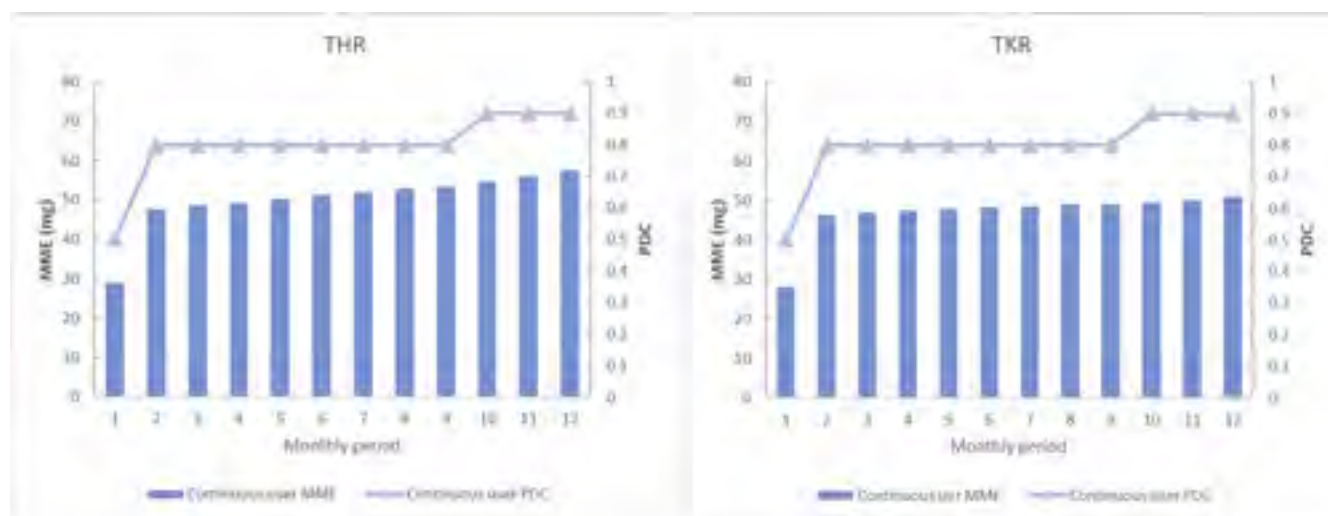 THR
80
70
60
50
40
30
20
10
0
MME (mg)
1
0.9
0.8
0.7
0.6
0.5
0.4
0.3
0.2
0.1
0
PDC
1 2 3 4 5 6 7 8 9 10 11 12
Monthly period
Continuous user MME
Continuous user PDC
TKR
80
70
60
50
40
30
20
10
0
MME (mg)
1
0.9
0.8
0.7
0.6
0.5
0.4
0.3
0.2
0.1
0
PDC
1 2 3 4 5 6 7 8 9 10 11 12
Monthly period
Continuous user MME
Continuous user PDC